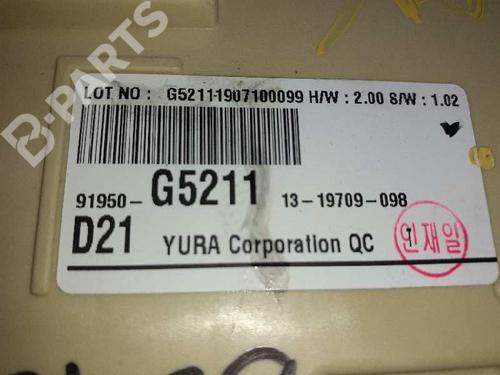 B-PARTS
LOT NO : G52111907100099 H/W : 2.00 S/W : 1.02
91950-G5211 13-19709-098
D21 YURA Corporation QC
인재일